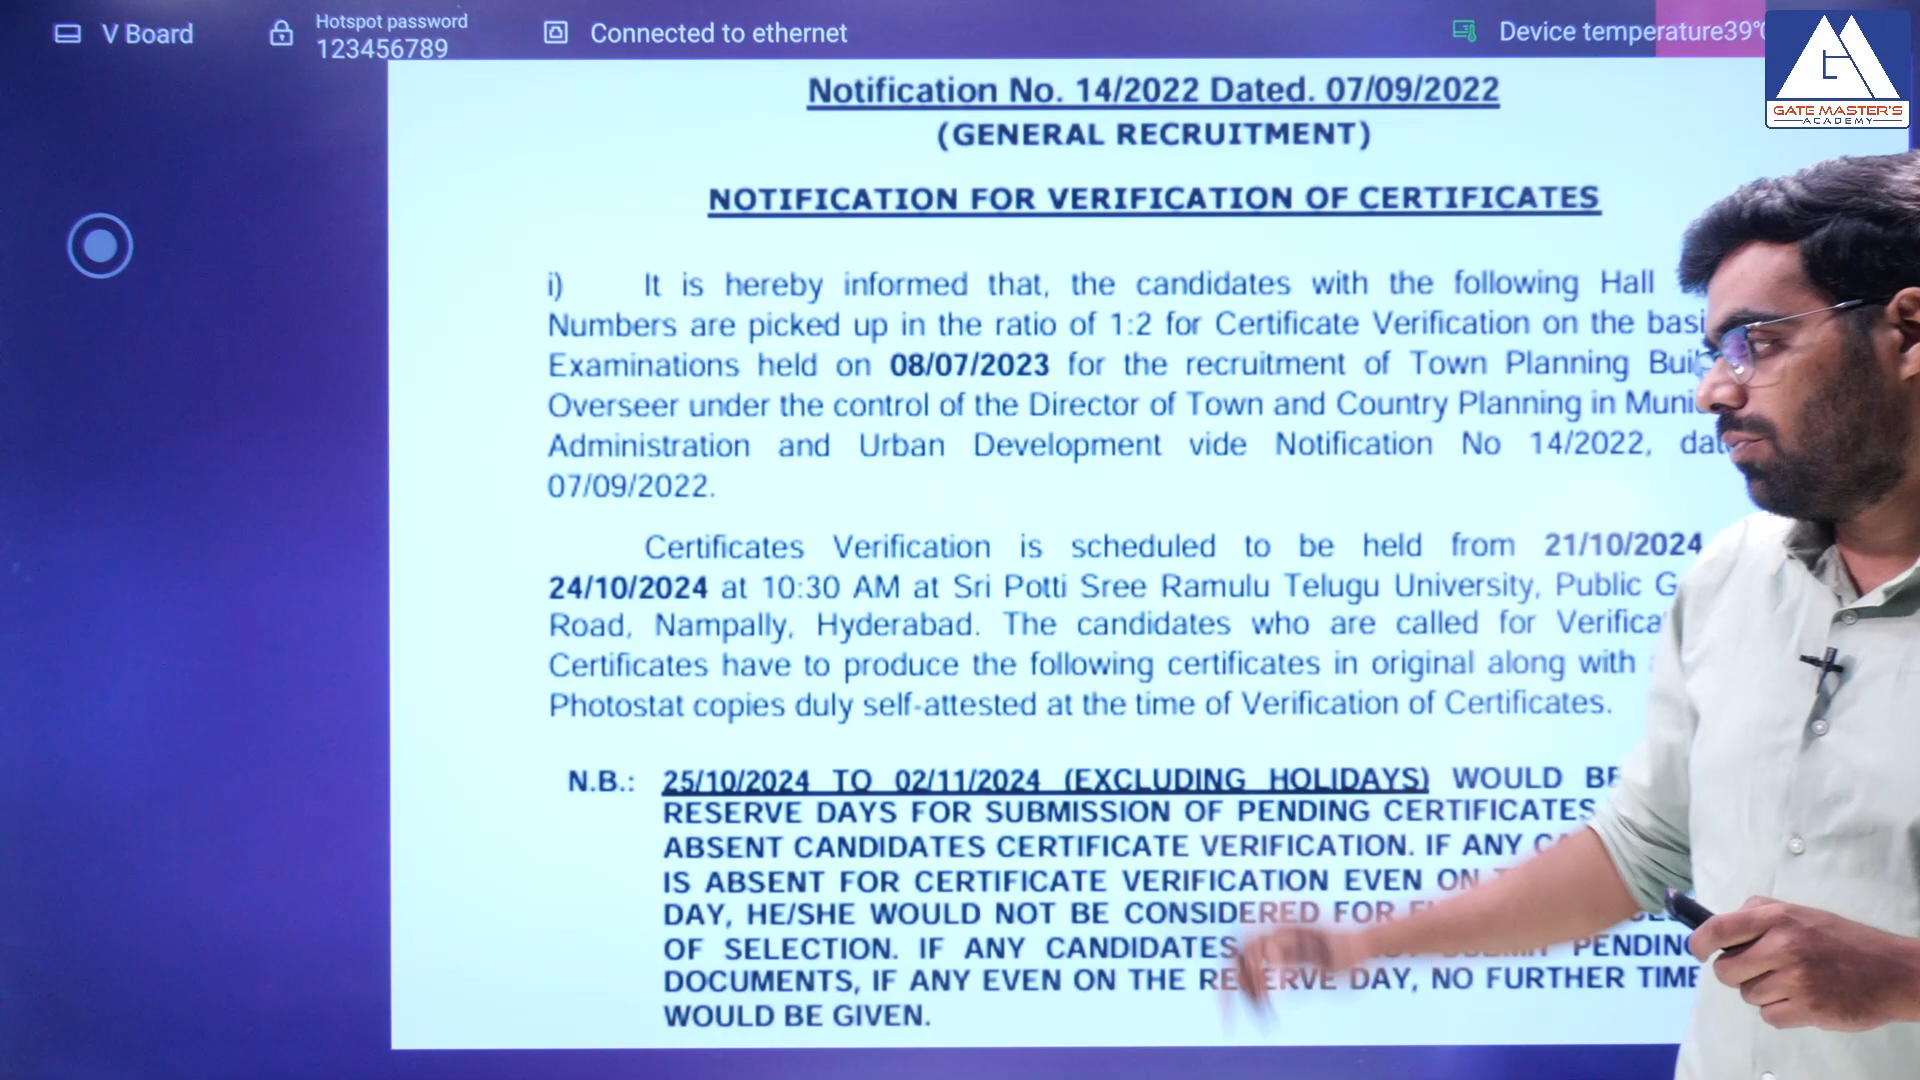 V Board
Hotspot password
123456789
Connected to ethernet
Device temperature39°
GATE MASTER'S
ACADEMY
Notification No. 14/2022 Dated. 07/09/2022
(GENERAL RECRUITMENT)
NOTIFICATION FOR VERIFICATION OF CERTIFICATES
i) It is hereby informed that, the candidates with the following Hall
Numbers are picked up in the ratio of 1:2 for Certificate Verification on the basi
Examinations held on 08/07/2023 for the recruitment of Town Planning Buil
Overseer under the control of the Director of Town and Country Planning in Munic
Administration and Urban Development vide Notification No 14/2022, dat
07/09/2022.
Certificates Verification is scheduled to be held from 21/10/2024
24/10/2024 at 10:30 AM at Sri Potti Sree Ramulu Telugu University, Public G
Road, Nampally, Hyderabad. The candidates who are called for Verifica
Certificates have to produce the following certificates in original along with
Photostat copies duly self-attested at the time of Verification of Certificates.
N.B.: 25/10/2024 TO 02/11/2024 (EXCLUDING HOLIDAYS) WOULD BE
RESERVE DAYS FOR SUBMISSION OF PENDING CERTIFICATES
ABSENT CANDIDATES CERTIFICATE VERIFICATION. IF ANY CA
IS ABSENT FOR CERTIFICATE VERIFICATION EVEN ON
DAY, HE/SHE WOULD NOT BE CONSIDERED FOR
OF SELECTION. IF ANY CANDIDATES SUBMIT PENDING
DOCUMENTS, IF ANY EVEN ON THE RESERVE DAY, NO FURTHER TIME
WOULD BE GIVEN.